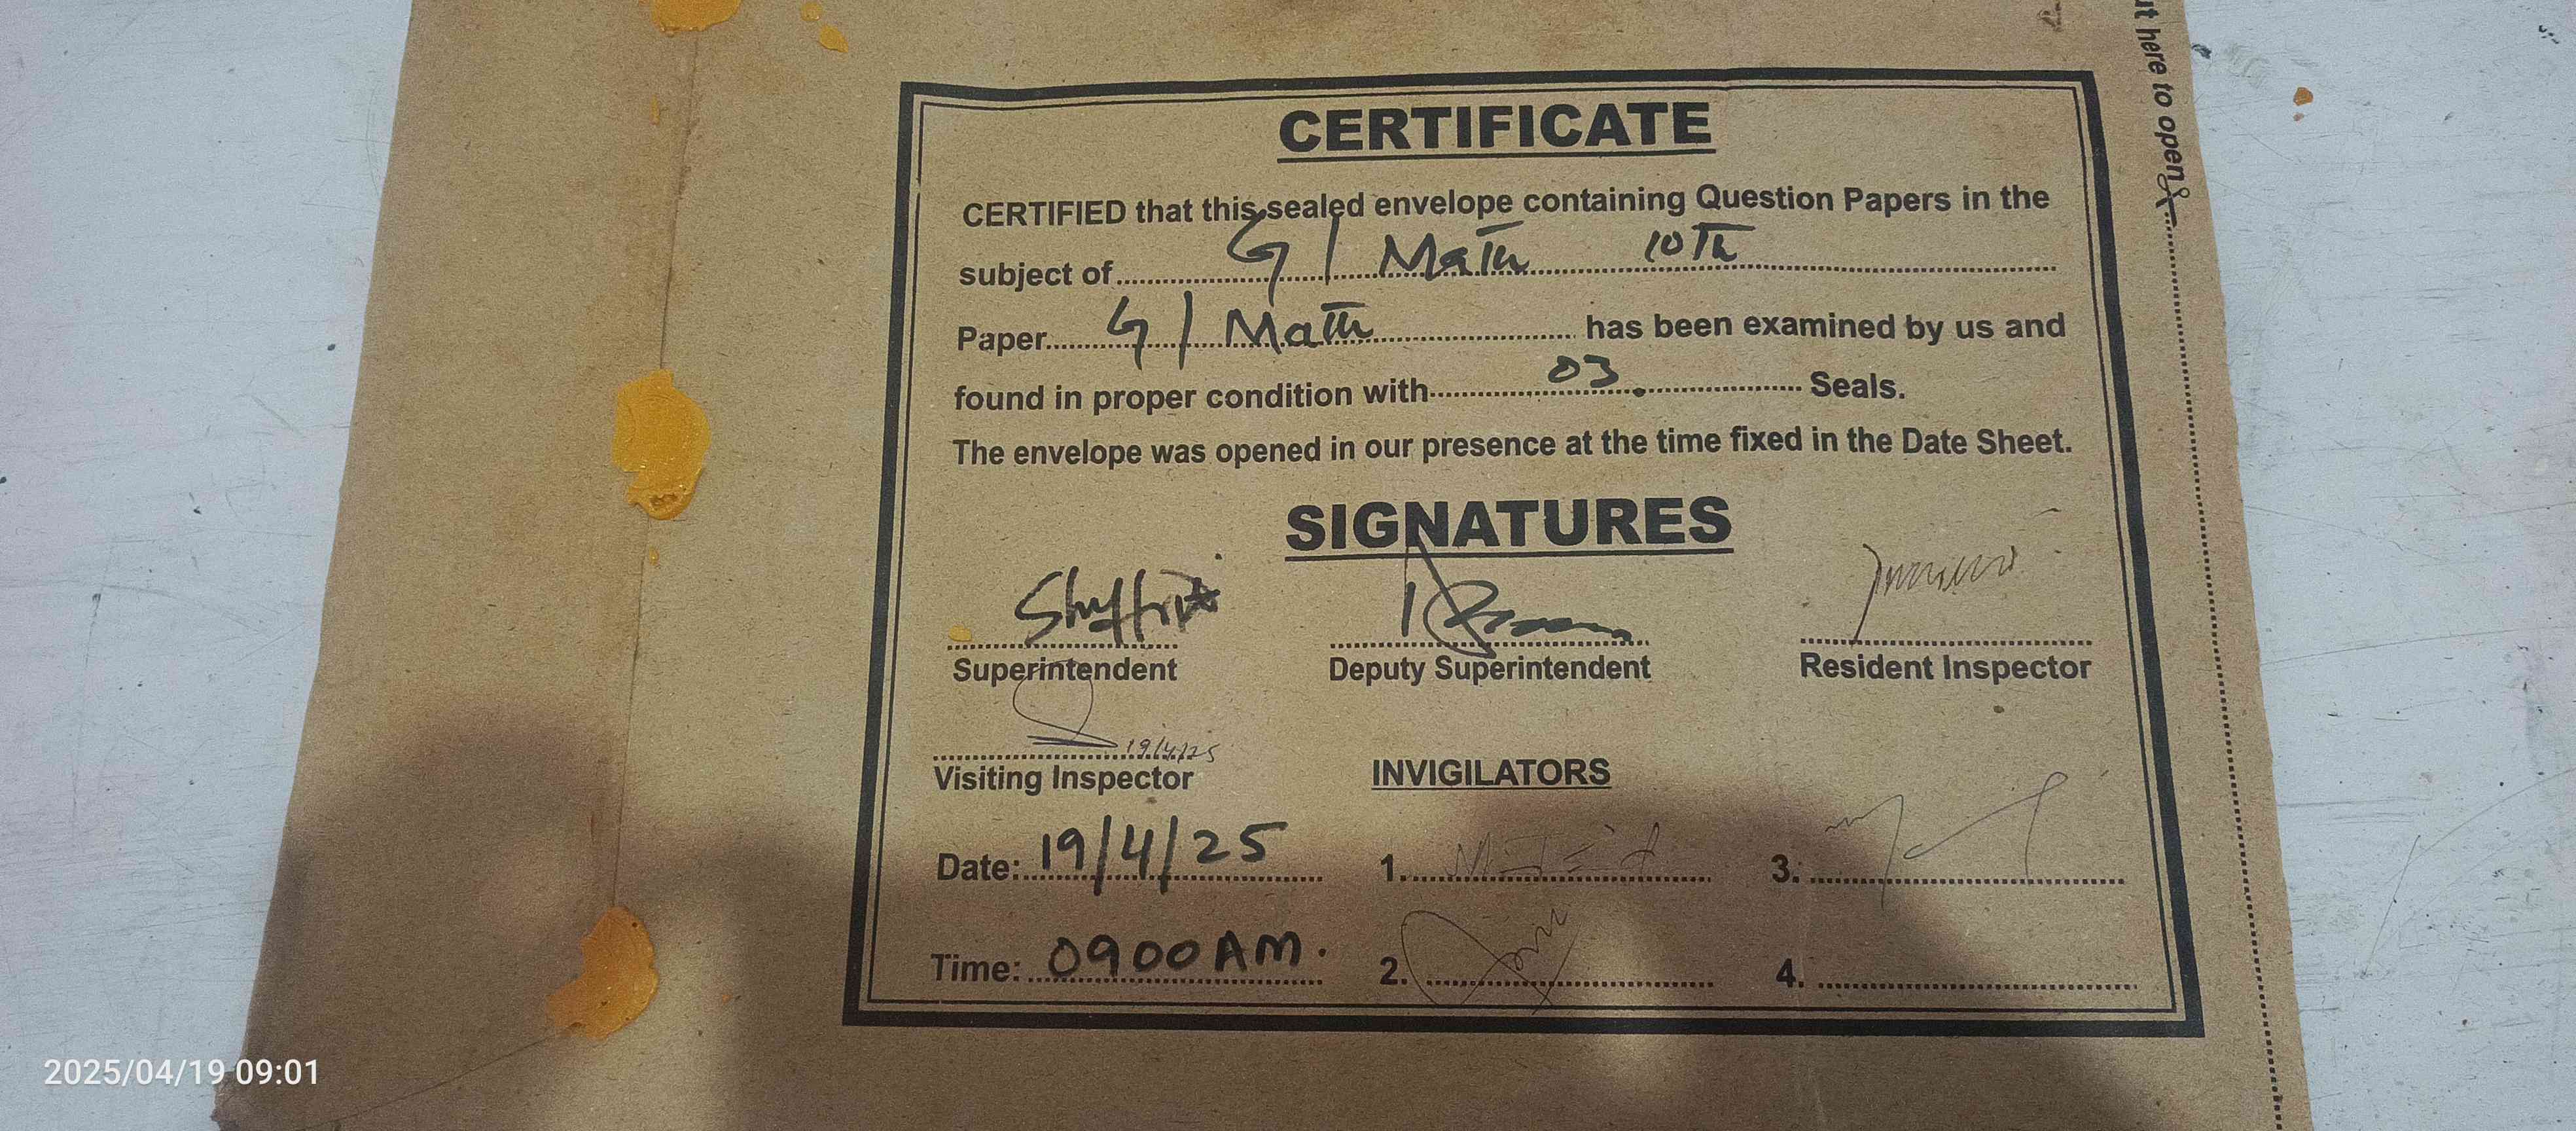 ut here to open
CERTIFICATE
CERTIFIED that this sealed envelope containing Question Papers in the
subject of G/Math 10Th
Paper G/Math has been examined by us and
found in proper condition with 03. Seals.
The envelope was opened in our presence at the time fixed in the Date Sheet.
SIGNATURES
Superintendent Deputy Superintendent Resident Inspector
19/4/25
Visiting Inspector INVIGILATORS
Date: 19/4/25 1. 3.
Time: 0900 AM. 2. 4.
2025/04/19 09:01